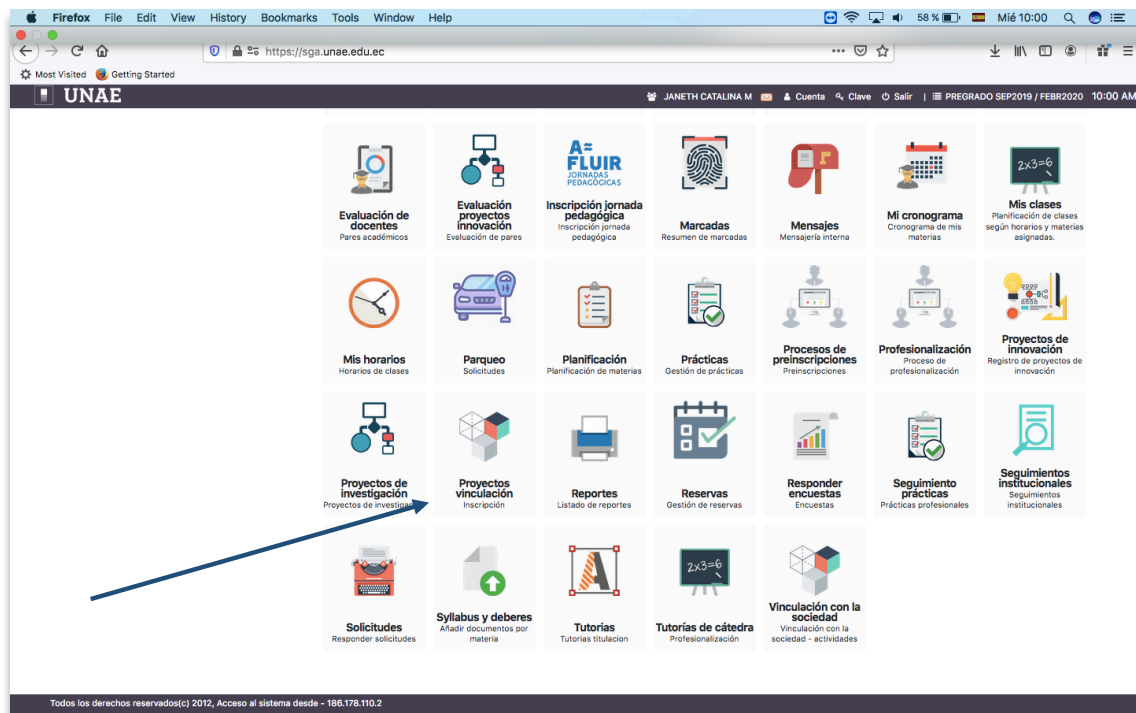 Firefox File Edit View History Bookmarks Tools Window Help 58 % Mié 10:00
https://sga.unae.edu.ec
Most Visited Getting Started
UNAE JANETH CATALINA M Cuenta Clave Salir | PREGRADO SEP2019 / FEBR2020 10:00 AM
A=
FLUIR
JORNADAS
PEDAGÓGICAS
2x3=6
Evaluación de
docentes
Pares académicos
Evaluación
proyectos
innovación
Evaluación de pares
Inscripción jornada
pedagógica
Inscripción jornada
pedagógica
Marcadas
Resumen de marcadas
Mensajes
Mensajería interna
Mi cronograma
Cronograma de mis
materias
Mis clases
Planificación de clases
según horarios y materias
asignadas.
Mis horarios
Horarios de clases
Parqueo
Solicitudes
Planificación
Planificación de materias
Prácticas
Gestión de prácticas
Procesos de
preinscripciones
Preinscripciones
Profesionalización
Proceso de
profesionalización
Proyectos de
innovación
Registro de proyectos de
innovación
Proyectos de
investigación
Proyectos de
Proyectos
vinculación
Inscripción
Reportes
Listado de reportes
Reservas
Gestión de reservas
Responder
encuestas
Encuestas
Seguimiento
prácticas
Prácticas profesionales
Seguimientos
institucionales
Seguimientos
institucionales
Solicitudes
Responder solicitudes
Syllabus y deberes
Añadir documentos por
materia
A
Tutorias
Tutorias titulacion
2x3=6
Tutorías de cátedra
Profesionalización
Vinculación con la
sociedad
Vinculación con la
sociedad - actividades
Todos los derechos reservados(c) 2012, Acceso al sistema desde - 186.178.110.2